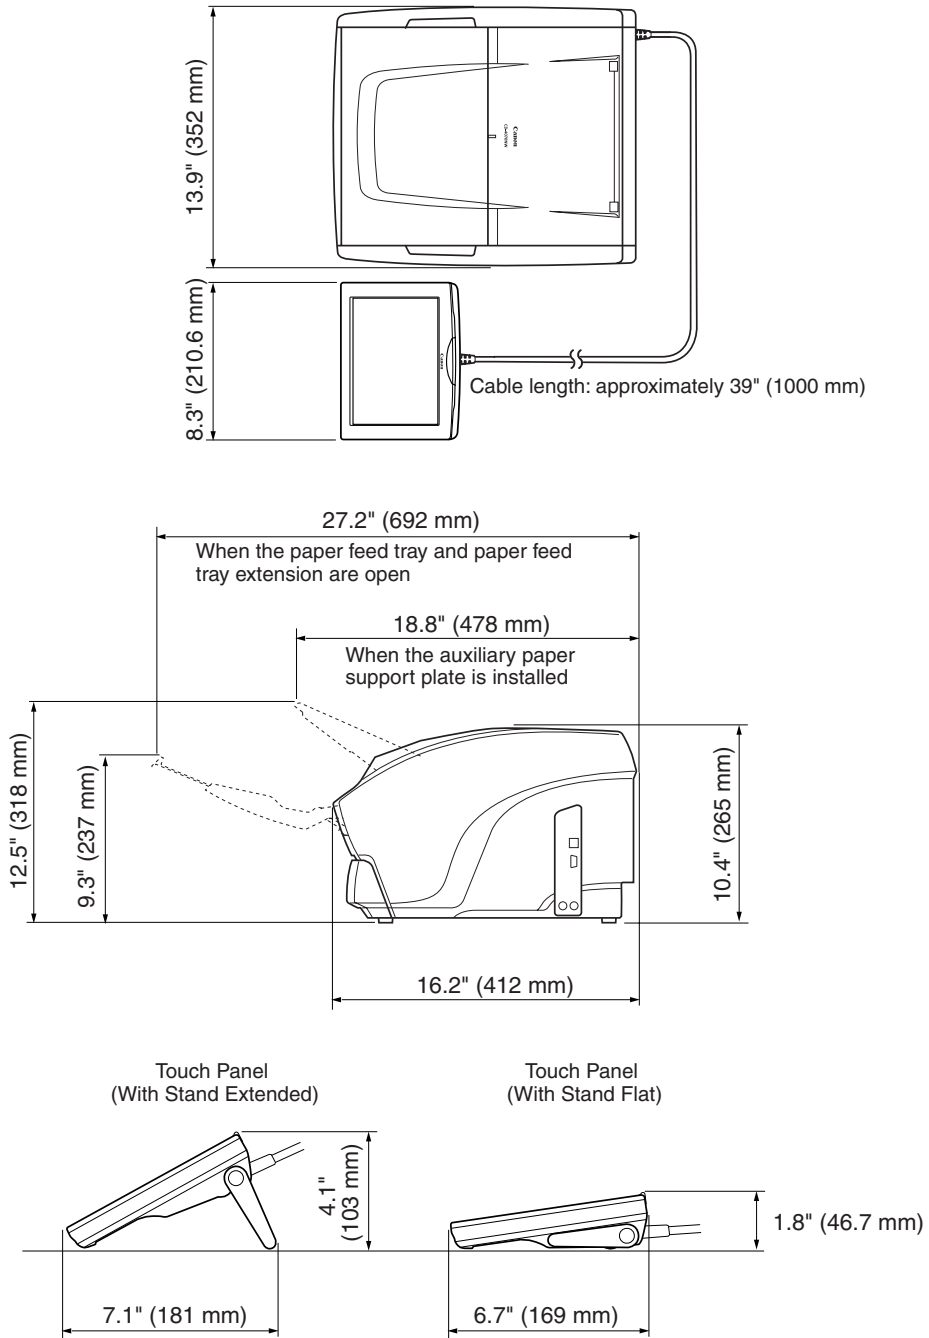 13.9" (352 mm)
Canon
8.3" (210.6 mm)
Canon
Cable length: approximately 39" (1000 mm)
27.2" (692 mm)
When the paper feed tray and paper feed
tray extension are open
18.8" (478 mm)
When the auxiliary paper
support plate is installed
12.5" (318 mm)
9.3" (237 mm)
10.4" (265 mm)
16.2" (412 mm)
Touch Panel
(With Stand Extended)
Touch Panel
(With Stand Flat)
4.1"
(103 mm)
1.8" (46.7 mm)
7.1" (181 mm)
6.7" (169 mm)